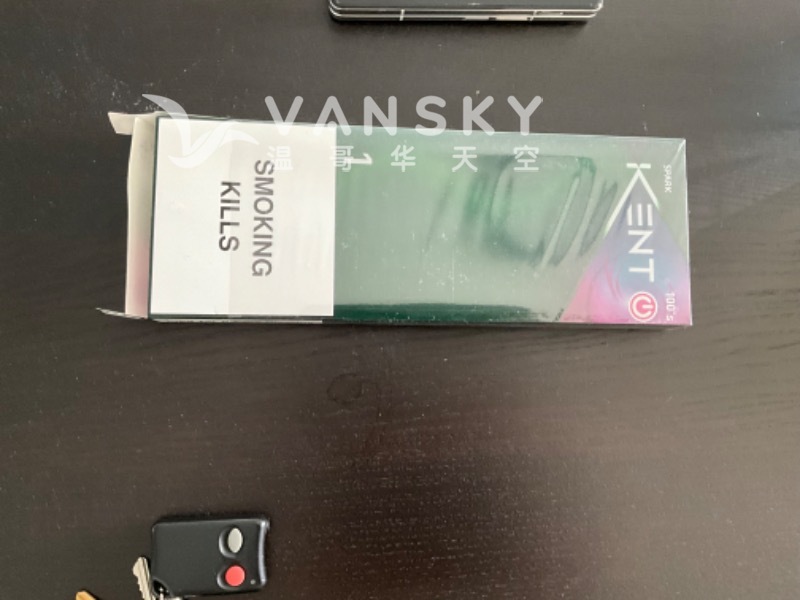 VANSKY
温哥华天空
SMOKING
KILLS
SPARK
KENT
100's